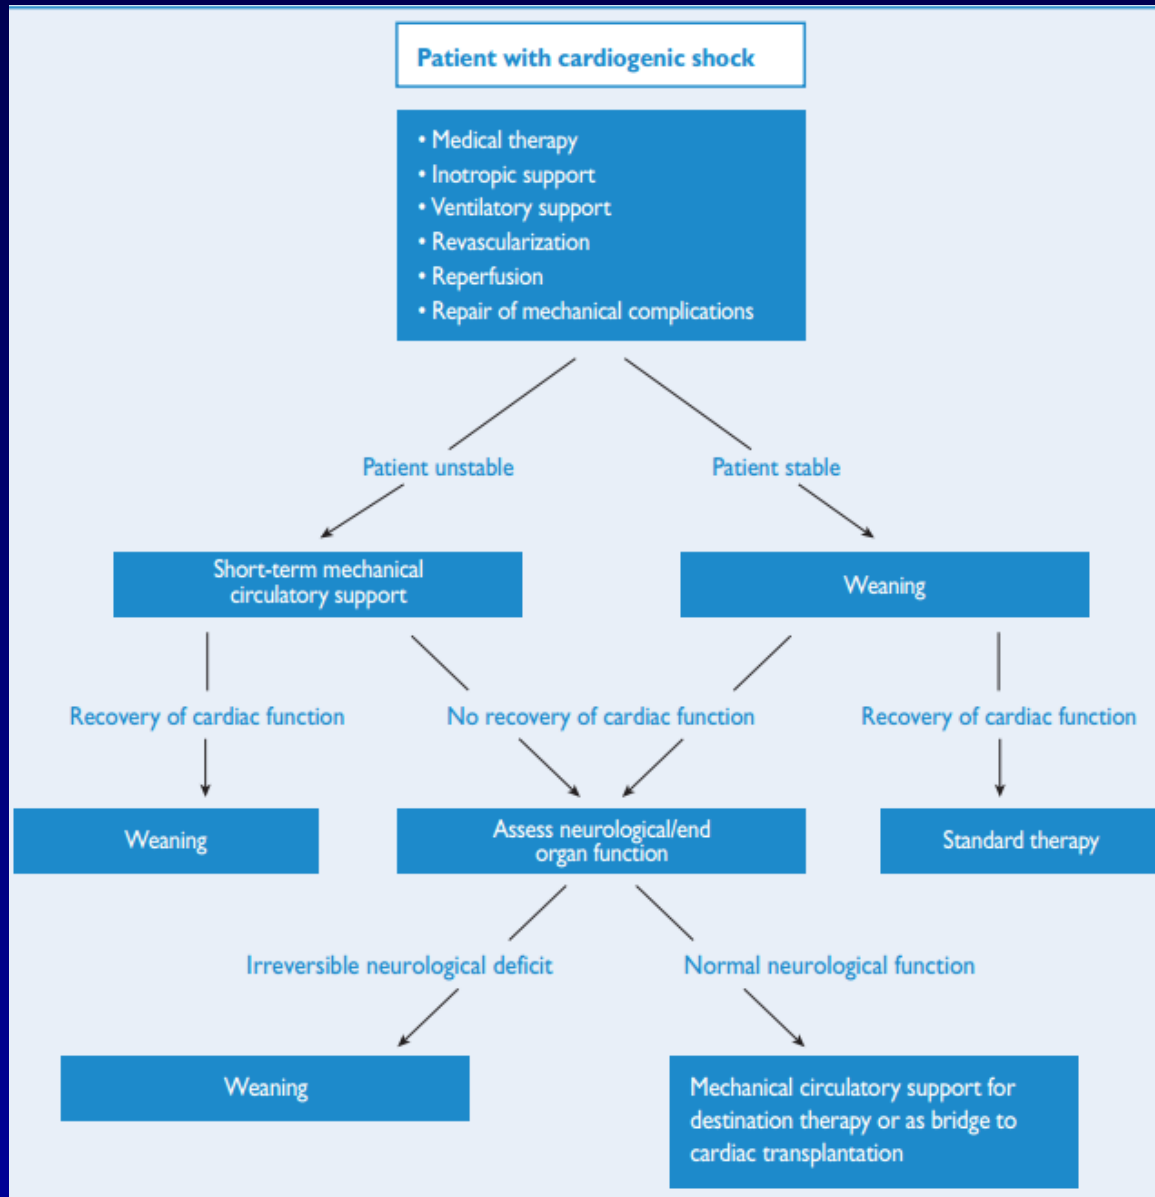 Patient with cardiogenic shock
• Medical therapy
• Inotropic support
• Ventilatory support
• Revascularization
• Reperfusion
• Repair of mechanical complications
Patient unstable
Patient stable
Short-term mechanical
circulatory support
Weaning
Recovery of cardiac function
No recovery of cardiac function
Recovery of cardiac function
Weaning
Assess neurological/end
organ function
Standard therapy
Irreversible neurological deficit
Normal neurological function
Weaning
Mechanical circulatory support for
destination therapy or as bridge to
cardiac transplantation